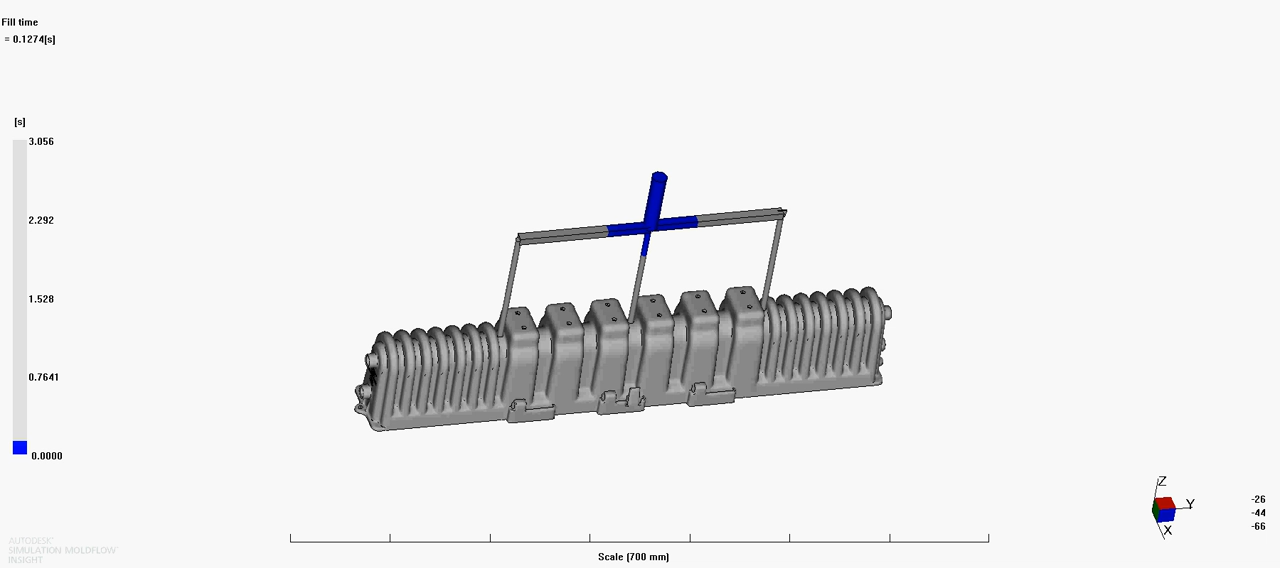 Fill time
= 0.1274[s]
[s]
3.056
2.292
1.528
0.7641
0.0000
Z
Y
X
-26
-44
-66
Scale (700 mm)
AUTODESK
SIMULATION MOLDFLOW
INSIGHT